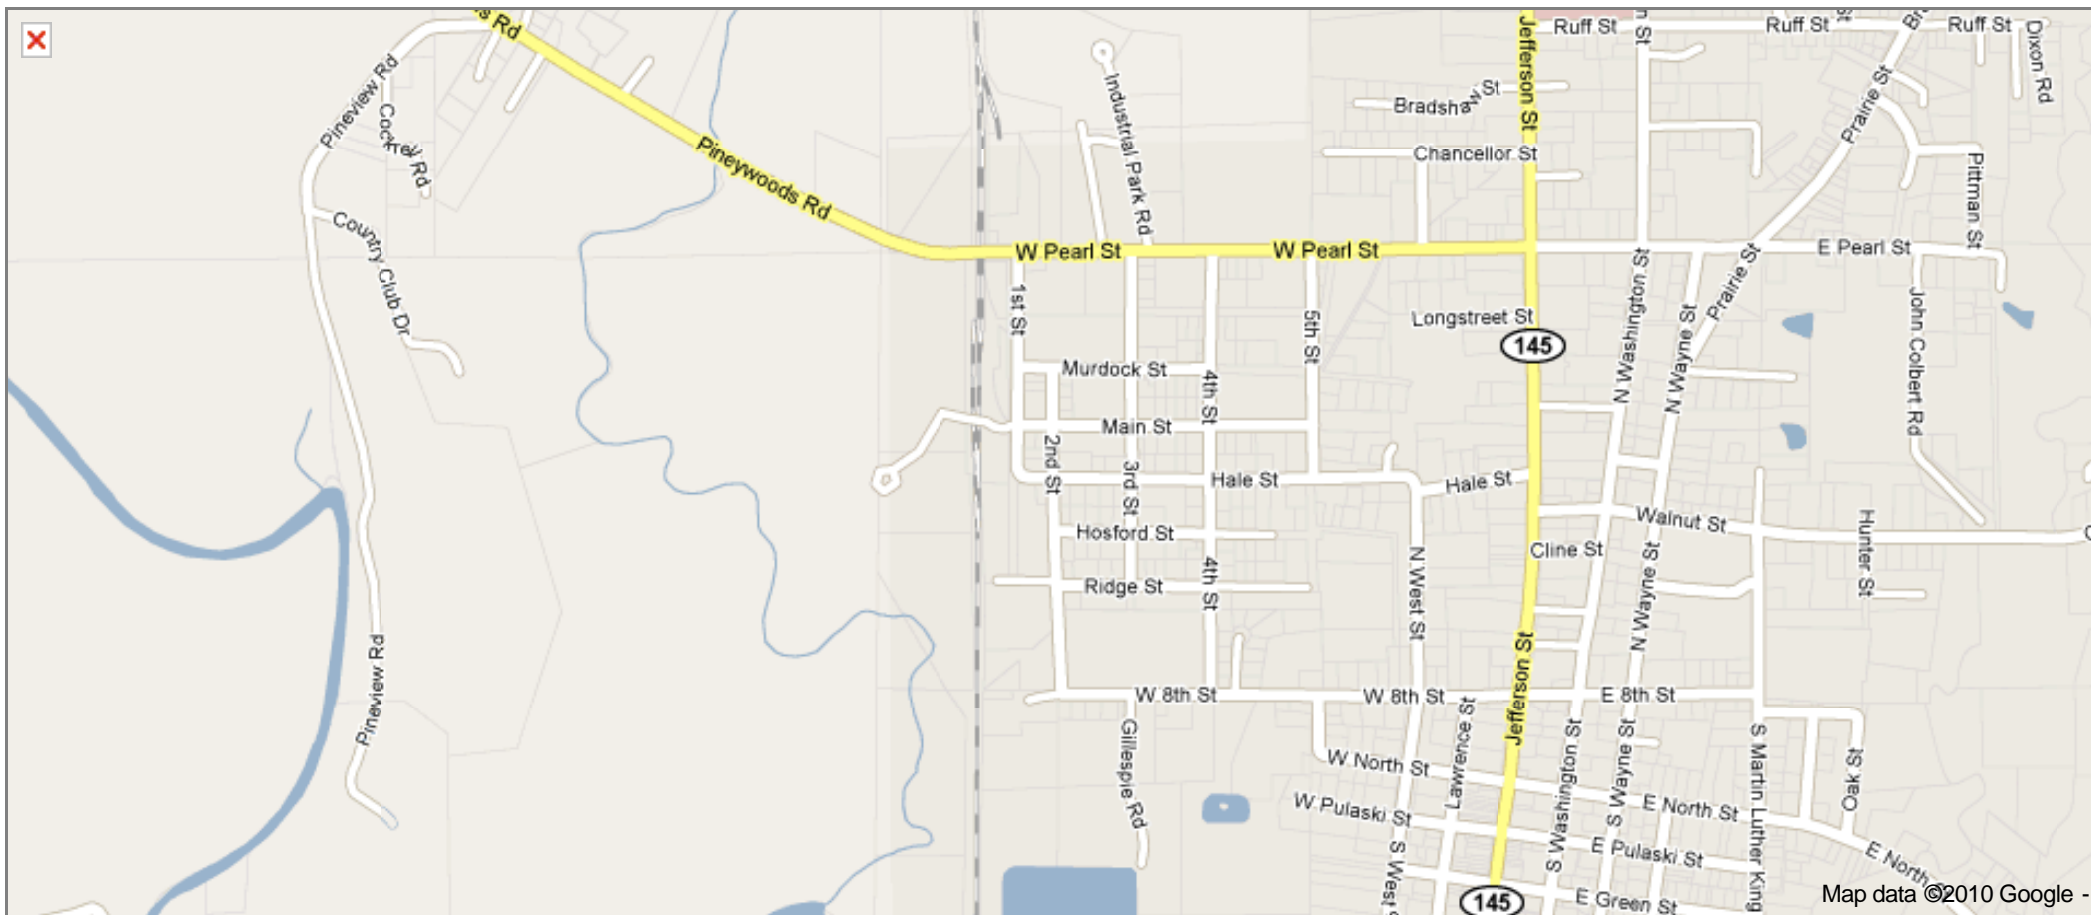 s Rd
Ruff St
n St
Ruff St
St
Br
Ruff St
Dixon Rd
Jefferson St
Pineview Rd
Cockrel Rd
Industrial Park Rd
Bradshaw St
Prairie St
Pineywoods Rd
Chancellor St
Pittman St
Country Club Dr
W Pearl St
W Pearl St
E Pearl St
1st St
5th St
Longstreet St
N Washington St
N Wayne St
Prairie St
John Colbert Rd
145
Murdock St
4th St
Main St
2nd St
3rd St
Hale St
Hale St
Walnut St
Hunter St
Hosford St
Cline St
Ridge St
4th St
N West St
N Wayne St
Pineview Rd
Jefferson St
W 8th St
W 8th St
E 8th St
Gillespie Rd
Lawrence St
S Washington St
S Wayne St
S Martin Luther King
Oak St
W North St
E North St
W Pulaski St
E Pulaski St
S West S
E North
145
E Green St
Map data ©2010 Google -